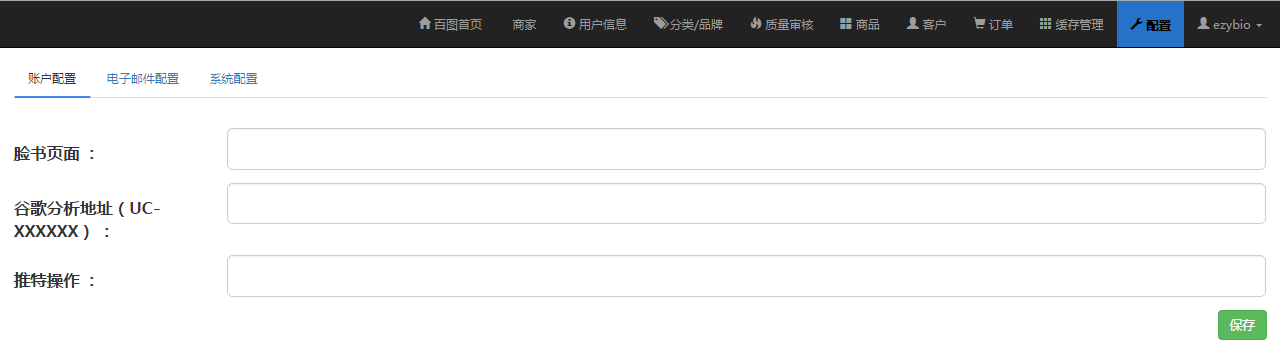 百图首页 商家 用户信息 分类/品牌 质量审核 商品 客户 订单 缓存管理 配置 ezybio
账户配置 电子邮件配置 系统配置
脸书页面 ：
谷歌分析地址（UC-
XXXXXX） ：
推特操作 ：
保存